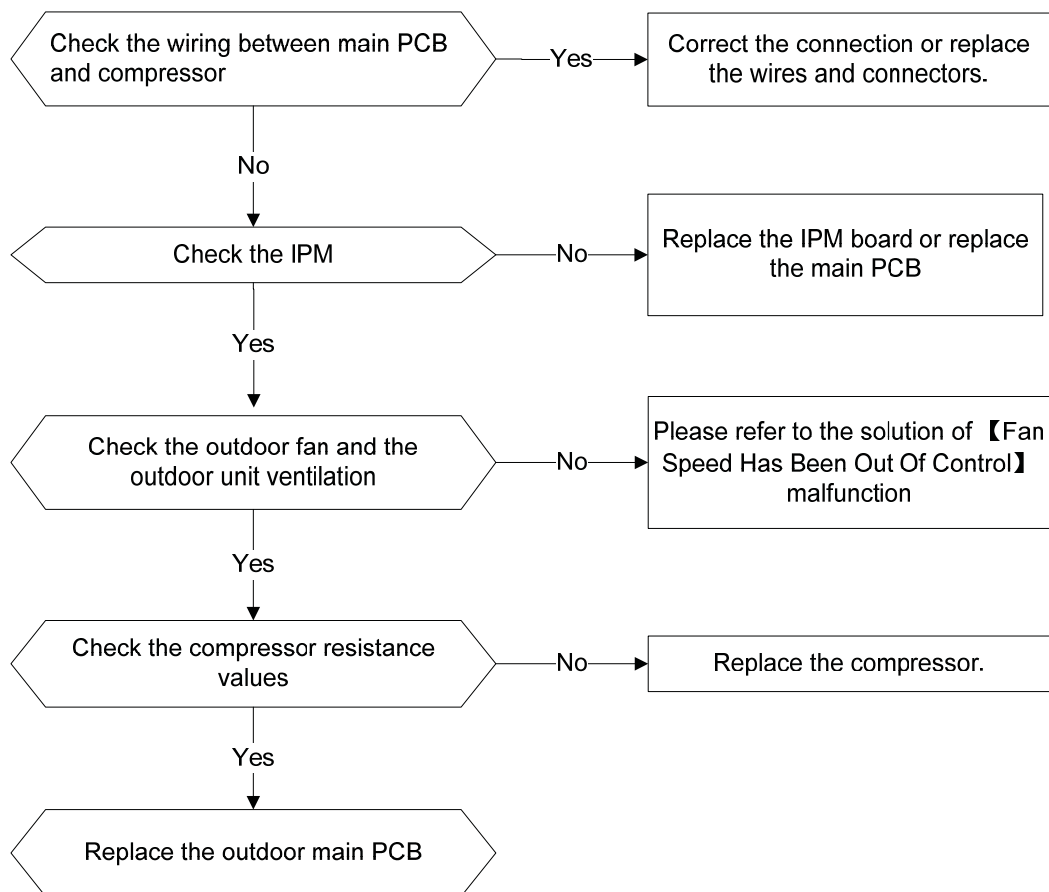 Check the wiring between main PCB
and compressor
Yes
Correct the connection or replace
the wires and connectors.
No
Check the IPM
No
Replace the IPM board or replace
the main PCB
Yes
Check the outdoor fan and the
outdoor unit ventilation
No
Please refer to the solution of 【Fan
Speed Has Been Out Of Control】
malfunction
Yes
Check the compressor resistance
values
No
Replace the compressor.
Yes
Replace the outdoor main PCB